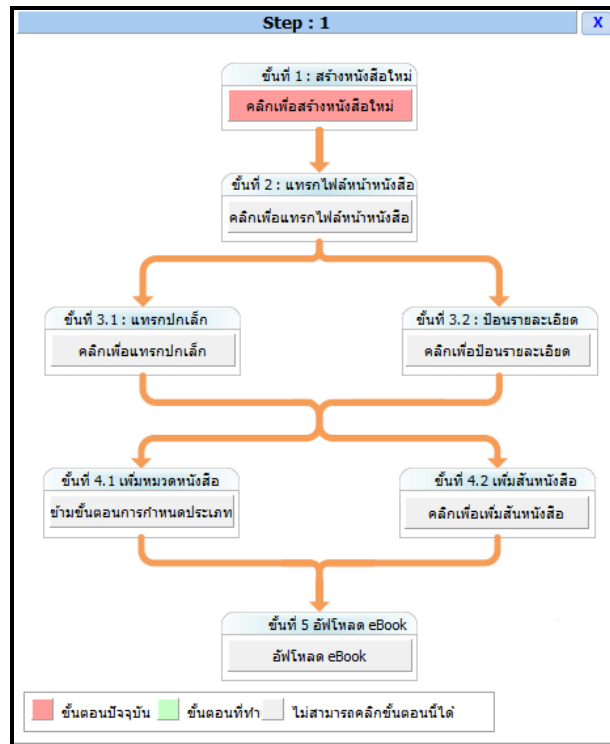 Step : 1
X
ขั้นที่ 1 : สร้างหนังสือใหม่
คลิกเพื่อสร้างหนังสือใหม่
ขั้นที่ 2 : แทรกไฟล์หน้าหนังสือ
คลิกเพื่อแทรกไฟล์หน้าหนังสือ
ขั้นที่ 3.1 : แทรกปกเล็ก
คลิกเพื่อแทรกปกเล็ก
ขั้นที่ 3.2 : ป้อนรายละเอียด
คลิกเพื่อป้อนรายละเอียด
ขั้นที่ 4.1 เพิ่มหมวดหนังสือ
ข้ามขั้นตอนการกำหนดประเภท
ขั้นที่ 4.2 เพิ่มสันหนังสือ
คลิกเพื่อเพิ่มสันหนังสือ
ขั้นที่ 5 อัฟโหลด eBook
อัฟโหลด eBook
ขั้นตอนปัจจุบัน ขั้นตอนที่ทำ ไม่สามารถคลิกขั้นตอนนี้ได้